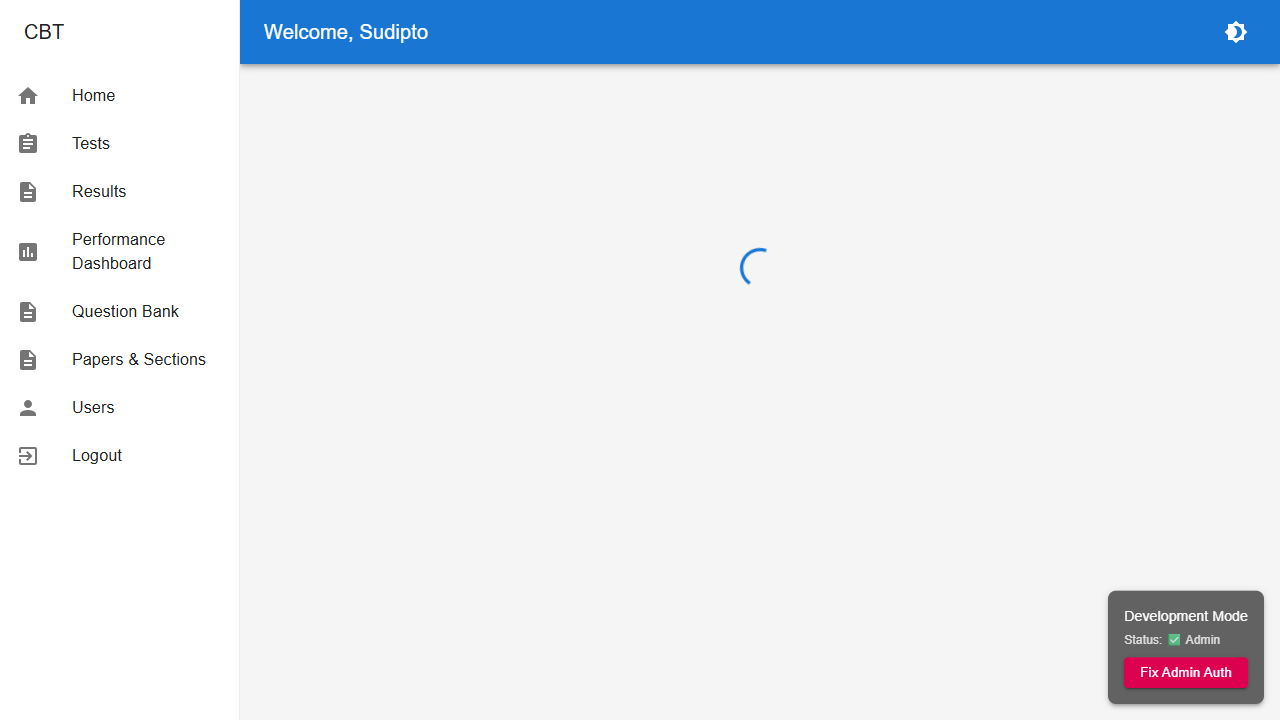 CBT
Welcome, Sudipto
Home
Tests
Results
Performance
Dashboard
Question Bank
Papers & Sections
Users
Logout
Development Mode
Status: ✅ Admin
Fix Admin Auth